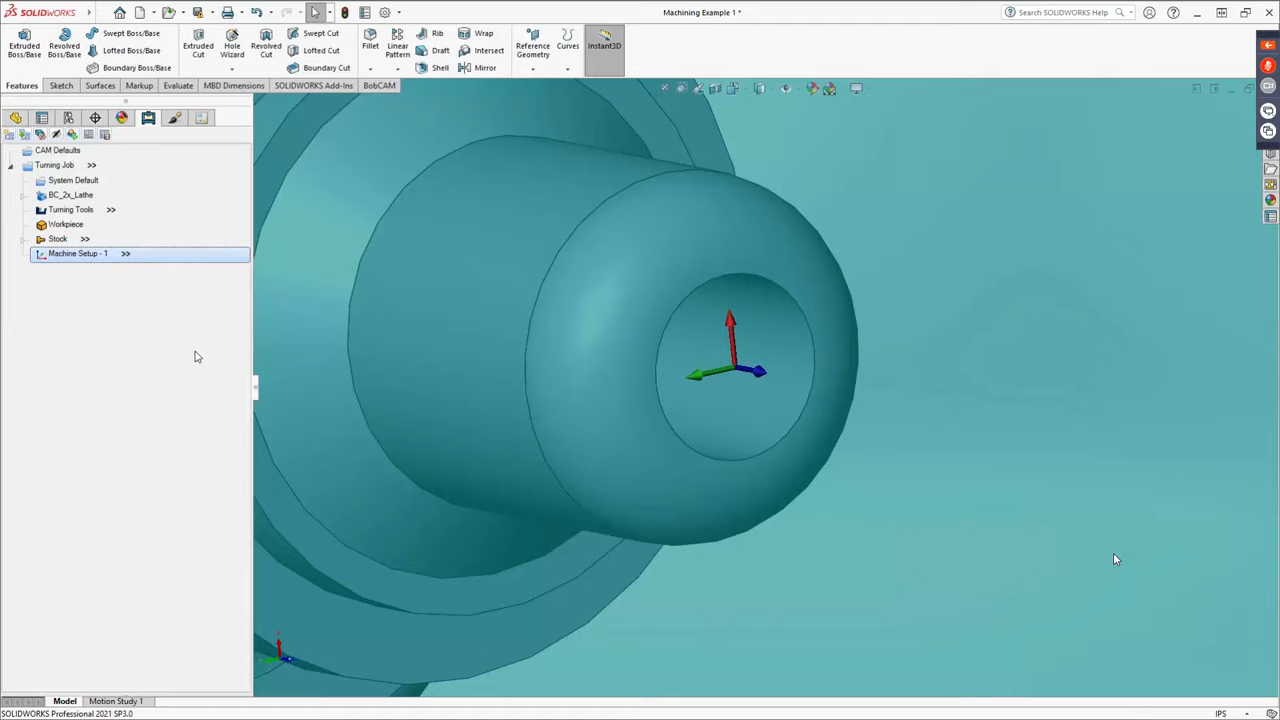 SOLIDWORKS
Machining Example 1 *
Search SOLIDWORKS Help
Extruded Boss/Base
Revolved Boss/Base
Swept Boss/Base
Lofted Boss/Base
Boundary Boss/Base
Extruded Cut
Hole Wizard
Revolved Cut
Swept Cut
Lofted Cut
Boundary Cut
Fillet
Linear Pattern
Rib
Draft
Shell
Wrap
Intersect
Mirror
Reference Geometry
Curves
Instant3D
Features Sketch Surfaces Markup Evaluate MBD Dimensions SOLIDWORKS Add-Ins BobCAM
CAM Defaults
Turning Job >>
System Default
BC_2x_Lathe
Turning Tools >>
Workpiece
Stock >>
Machine Setup - 1 >>
Model Motion Study 1
SOLIDWORKS Professional 2021 SP3.0
IPS